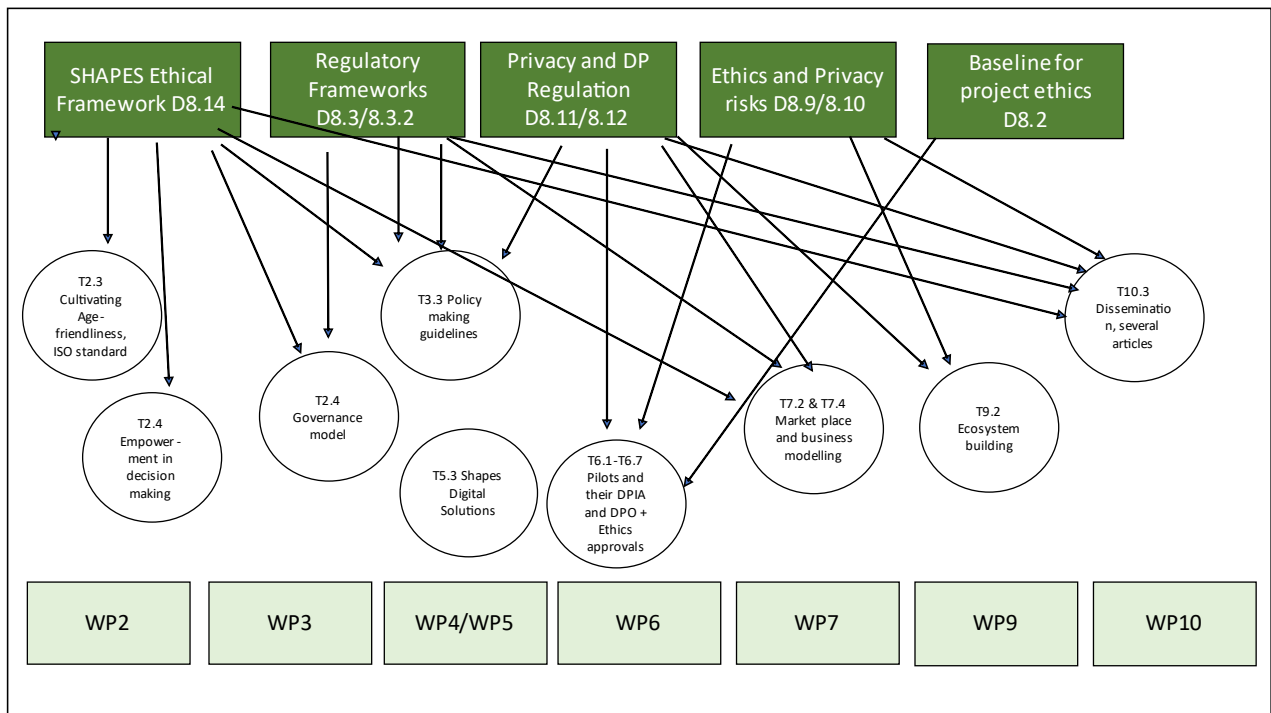 SHAPES Ethical
Framework D8.14
Regulatory
Frameworks
D8.3/8.3.2
Privacy and DP
Regulation
D8.11/8.12
Ethics and Privacy
risks D8.9/8.10
Baseline for
project ethics
D8.2
T2.3
Cultivating
Age-
friendliness,
ISO standard
T2.4
Empower-
ment in
decision
making
T2.4
Governance
model
T3.3 Policy
making
guidelines
T5.3 Shapes
Digital
Solutions
T6.1-T6.7
Pilots and
their DPIA
and DPO +
Ethics
approvals
T7.2 & T7.4
Market place
and business
modelling
T9.2
Ecosystem
building
T10.3
Disseminatio
n, several
articles
WP2
WP3
WP4/WP5
WP6
WP7
WP9
WP10